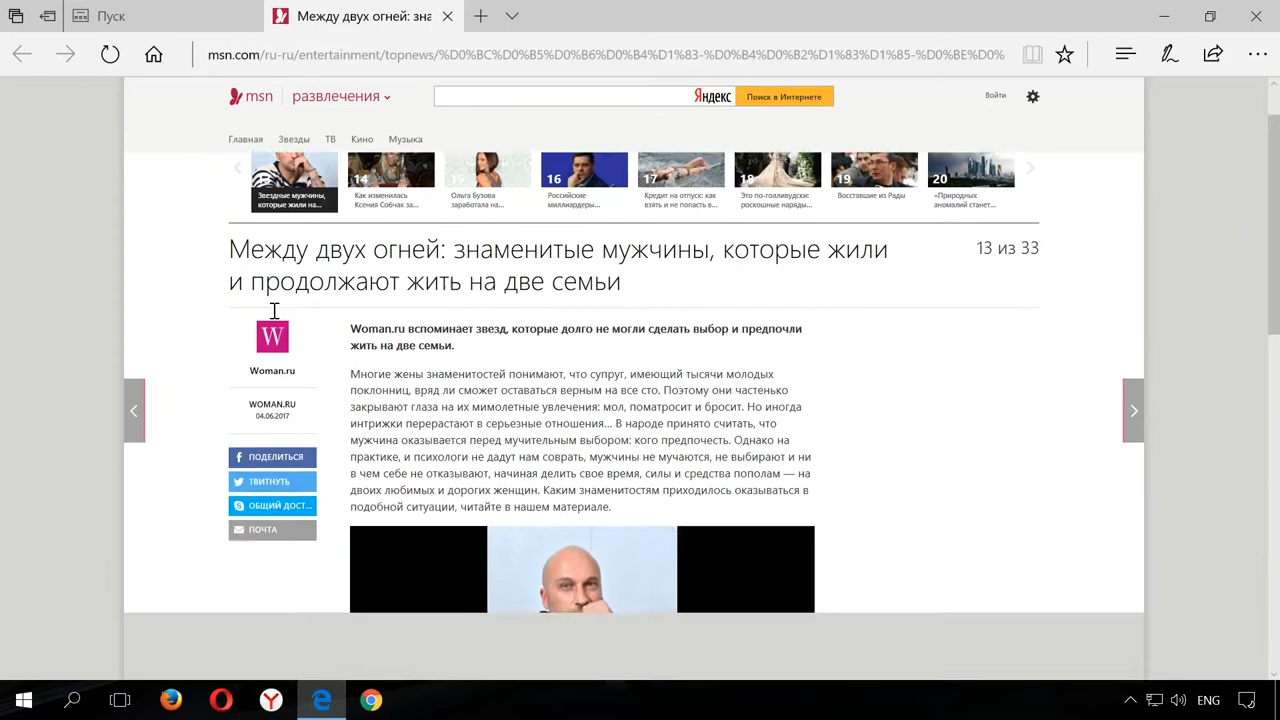 Пуск
Между двух огней: зна
msn.com/ru-ru/entertainment/topnews/%D0%BC%D0%B5%D0%B6%D0%B4%D1%83-%D0%B4%D0%B2%D1%83%D1%85-%D0%BE%D0%
msn развлечения
Яндекс Поиск в Интернете
Войти
Главная Звезды ТВ Кино Музыка
13 14 15 16 17 18 19 20
Звездные мужчины, которые жили на...
Как изменилась Ксения Собчак за...
Ольга Бузова заработала на...
Российские миллиардеры...
Кредит на отпуск: как взять и не попасть в...
Это по-голливудски: роскошные наряды...
Восставшие из Рады
«Природных аномалий станет...
Между двух огней: знаменитые мужчины, которые жили
и продолжают жить на две семьи
13 из 33
W
Woman.ru
WOMAN.RU
04.06.2017
ПОДЕЛИТЬСЯ
ТВИТНУТЬ
ОБЩИЙ ДОСТ...
ПОЧТА
Woman.ru вспоминает звезд, которые долго не могли сделать выбор и предпочли
жить на две семьи.
Многие жены знаменитостей понимают, что супруг, имеющий тысячи молодых
поклонниц, вряд ли сможет оставаться верным на все сто. Поэтому они частенько
закрывают глаза на их мимолетные увлечения: мол, поматросит и бросит. Но иногда
интрижки перерастают в серьезные отношения... В народе принято считать, что
мужчина оказывается перед мучительным выбором: кого предпочесть. Однако на
практике, и психологи не дадут нам соврать, мужчины не мучаются, не выбирают и ни
в чем себе не отказывают, начиная делить свое время, силы и средства пополам — на
двоих любимых и дорогих женщин. Каким знаменитостям приходилось оказываться в
подобной ситуации, читайте в нашем материале.
ENG